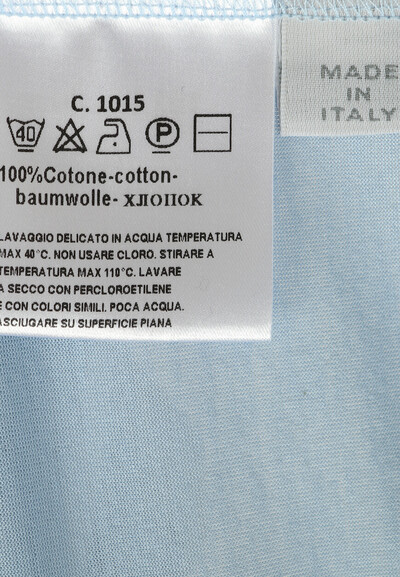 C. 1015
40 P
100%Cotone-cotton-
baumwolle- хлопок
LAVAGGIO DELICATO IN ACQUA TEMPERATURA
MAX 40°C. NON USARE CLORO. STIRARE A
TEMPERATURA MAX 110°C. LAVARE
A SECCO CON PERCLOROETILENE
E CON COLORI SIMILI. POCA ACQUA.
ASCIUGARE SU SUPERFICIE PIANA
MADE
IN
ITALY